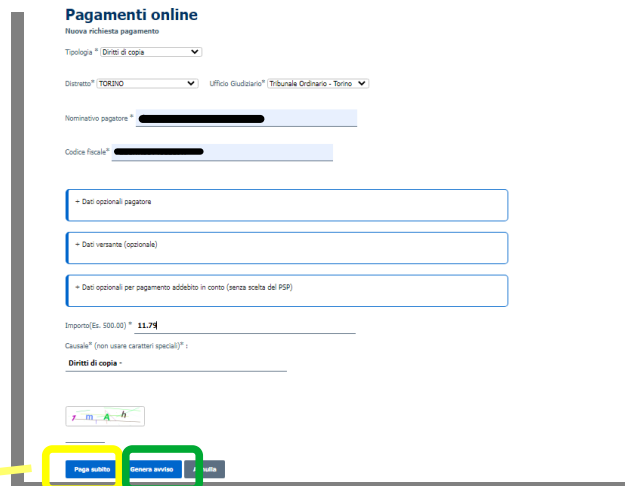 Pagamenti online
Nuova richiesta pagamento
Tipologia * Diritti di copia
Distretto* TORINO Ufficio Giudiziario* Tribunale Ordinario - Torino
Nominativo pagatore *
Codice fiscale*
+ Dati opzionali pagatore
+ Dati versante (opzionale)
+ Dati opzionali per pagamento addebito in conto (senza scelta del PSP)
Importo(Es. 500.00) * 11.79
Causale* (non usare caratteri speciali)* :
Diritti di copia -
Paga subito Genera avviso